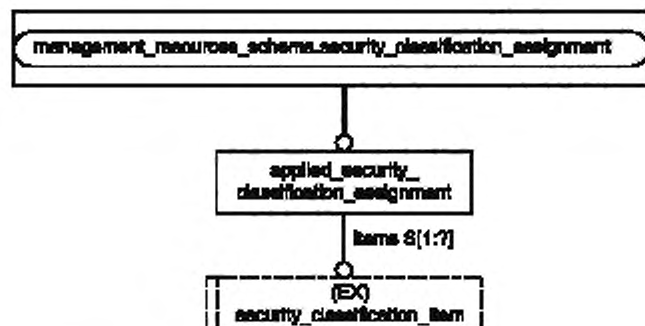 management_resources_schema.security_classification_assignment
applied_security_
classification_assignment
items S[1:?]
(EX)
security_classification_item